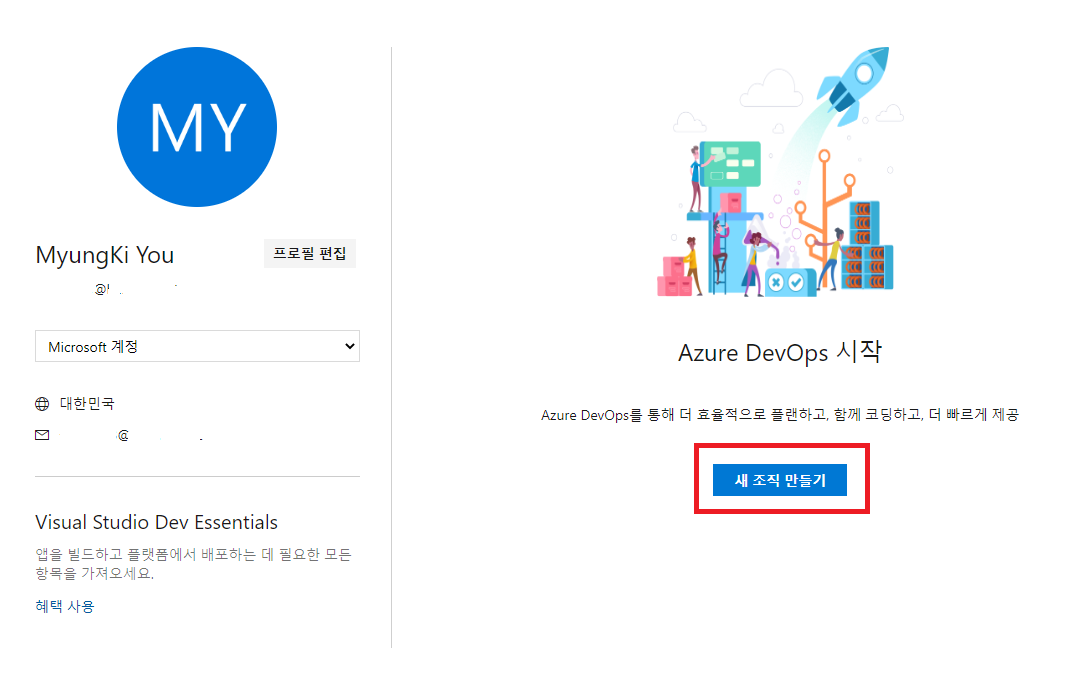 MY
MyungKi You
프로필 편집
@
Microsoft 계정
대한민국
@
Visual Studio Dev Essentials
앱을 빌드하고 플랫폼에서 배포하는 데 필요한 모든
항목을 가져오세요.
혜택 사용
Azure DevOps 시작
Azure DevOps를 통해 더 효율적으로 플랜하고, 함께 코딩하고, 더 빠르게 제공
새 조직 만들기